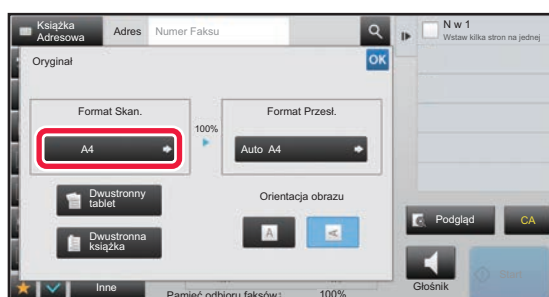 Książka
Adresowa
Adres
Numer Faksu
N w 1
Wstaw kilka stron na jednej
Oryginał
OK
Format Skan.
100%
Format Przesł.
A4
Auto A4
Dwustronny
tablet
Orientacja obrazu
A
A
Dwustronna
książka
Podgląd
CA
Start
Głośnik
Inne
Pamięć odbioru faksów:
100%